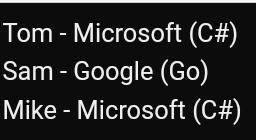 Tom - Microsoft (C#)
Sam - Google (Go)
Mike - Microsoft (C#)